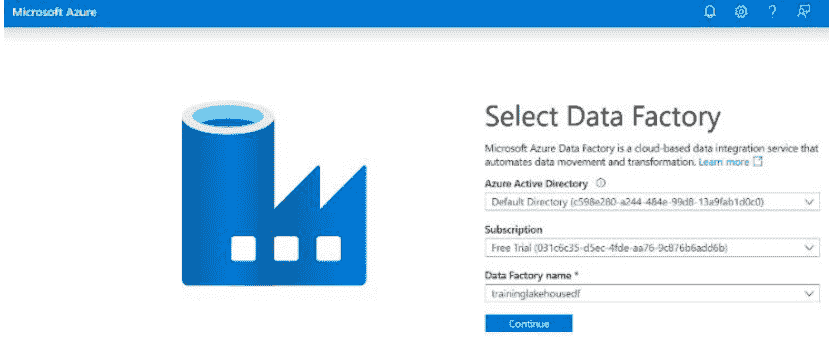 Microsoft Azure
Select Data Factory
Microsoft Azure Data Factory is a cloud-based data integration service that
automates data movement and transformation. Learn more
Azure Active Directory
Default Directory (c598e280-a244-484e-99d8-13a9fab1d0c0)
Subscription
Free Trial (031c6c35-d5ec-4fde-aa76-9c876b6add6b)
Data Factory name *
traininglakehousedf
Continue